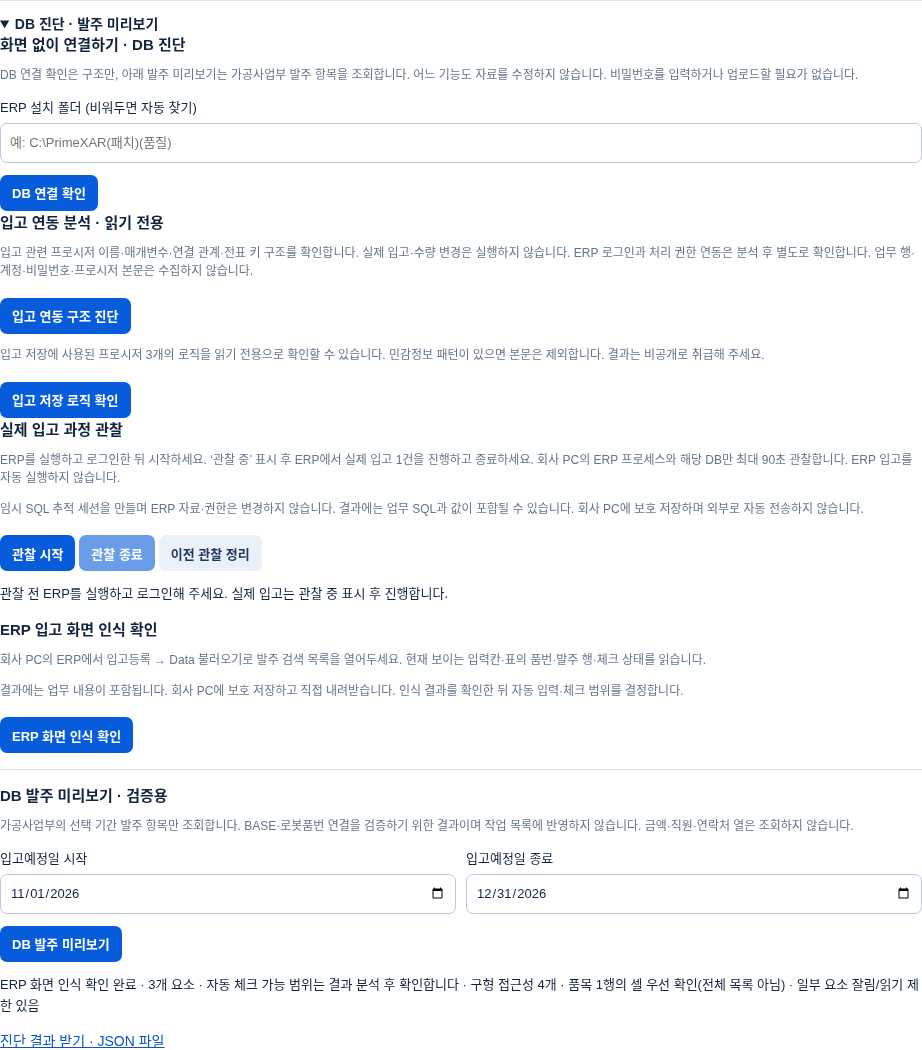 ▼ DB 진단 · 발주 미리보기
화면 없이 연결하기 · DB 진단
DB 연결 확인은 구조만, 아래 발주 미리보기는 가공사업부 발주 항목을 조회합니다. 어느 기능도 자료를 수정하지 않습니다. 비밀번호를 입력하거나 업로드할 필요가 없습니다.
ERP 설치 폴더 (비워두면 자동 찾기)
예: C:\PrimeXAR(패치)(품질)
DB 연결 확인
입고 연동 분석 · 읽기 전용
입고 관련 프로시저 이름·매개변수·연결 관계·전표 키 구조를 확인합니다. 실제 입고·수량 변경은 실행하지 않습니다. ERP 로그인과 처리 권한 연동은 분석 후 별도로 확인합니다. 업무 행·
계정·비밀번호·프로시저 본문은 수집하지 않습니다.
입고 연동 구조 진단
입고 저장에 사용된 프로시저 3개의 로직을 읽기 전용으로 확인할 수 있습니다. 민감정보 패턴이 있으면 본문은 제외합니다. 결과는 비공개로 취급해 주세요.
입고 저장 로직 확인
실제 입고 과정 관찰
ERP를 실행하고 로그인한 뒤 시작하세요. ‘관찰 중’ 표시 후 ERP에서 실제 입고 1건을 진행하고 종료하세요. 회사 PC의 ERP 프로세스와 해당 DB만 최대 90초 관찰합니다. ERP 입고를
자동 실행하지 않습니다.
임시 SQL 추적 세션을 만들며 ERP 자료·권한은 변경하지 않습니다. 결과에는 업무 SQL과 값이 포함될 수 있습니다. 회사 PC에 보호 저장하며 외부로 자동 전송하지 않습니다.
관찰 시작 관찰 종료 이전 관찰 정리
관찰 전 ERP를 실행하고 로그인해 주세요. 실제 입고는 관찰 중 표시 후 진행합니다.
ERP 입고 화면 인식 확인
회사 PC의 ERP에서 입고등록 → Data 불러오기로 발주 검색 목록을 열어두세요. 현재 보이는 입력칸·표의 품번·발주 행·체크 상태를 읽습니다.
결과에는 업무 내용이 포함됩니다. 회사 PC에 보호 저장하고 직접 내려받습니다. 인식 결과를 확인한 뒤 자동 입력·체크 범위를 결정합니다.
ERP 화면 인식 확인
DB 발주 미리보기 · 검증용
가공사업부의 선택 기간 발주 항목만 조회합니다. BASE·로봇품번 연결을 검증하기 위한 결과이며 작업 목록에 반영하지 않습니다. 금액·직원·연락처 열은 조회하지 않습니다.
입고예정일 시작 입고예정일 종료
11/01/2026 12/31/2026
DB 발주 미리보기
ERP 화면 인식 확인 완료 · 3개 요소 · 자동 체크 가능 범위는 결과 분석 후 확인합니다 · 구형 접근성 4개 · 품목 1행의 셀 우선 확인(전체 목록 아님) · 일부 요소 잘림/읽기 제
한 있음
진단 결과 받기 · JSON 파일